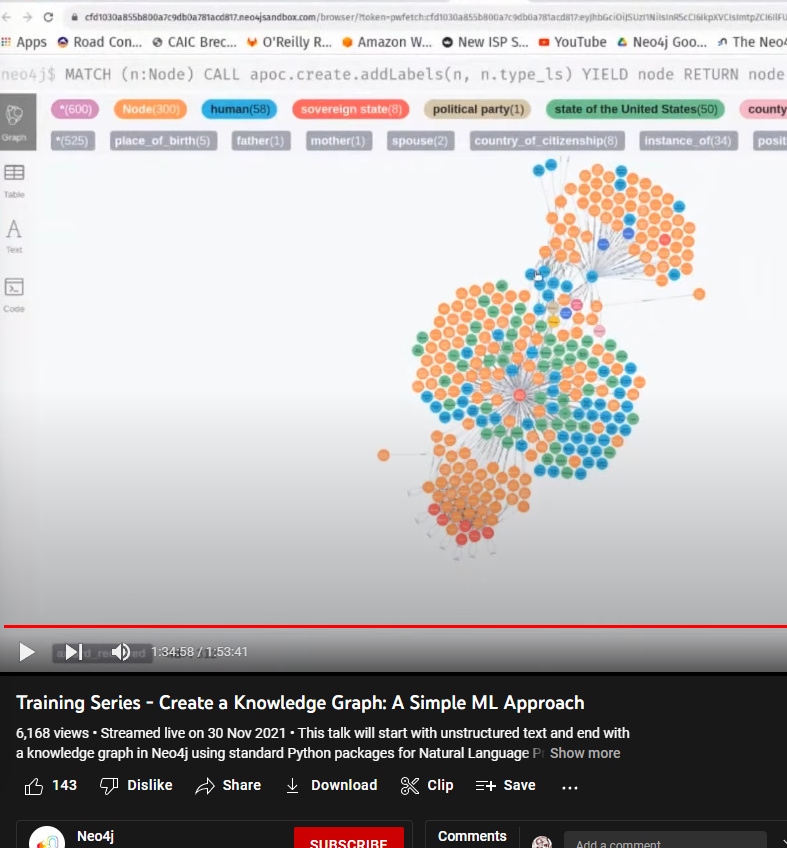 cfd1030a855b800a7c9db0a781acd817.neo4jsandbox.com/browser/?token=pwfetch:cfd1030a855b800a7c9db0a781acd817:
Apps Road Con... CAIC Brec... O'Reilly R... Amazon W... New ISP S... YouTube Neo4j Goo... The Neo4
neo4j$ MATCH (n:Node) CALL apoc.create.addLabels(n, n.type_ls) YIELD node RETURN node
*(600) Node(300) human(58) sovereign state(8) political party(1) state of the United States(50) county
Graph
*(525) place_of_birth(5) father(1) mother(1) spouse(2) country_of_citizenship(8) instance_of(34) posit
Table
Text
Code
1:34:58 / 1:53:41
Training Series - Create a Knowledge Graph: A Simple ML Approach
6,168 views • Streamed live on 30 Nov 2021 • This talk will start with unstructured text and end with
a knowledge graph in Neo4j using standard Python packages for Natural Language Pr Show more
143 Dislike Share Download Clip Save ...
Neo4j SUBSCRIBE Comments Add a comment